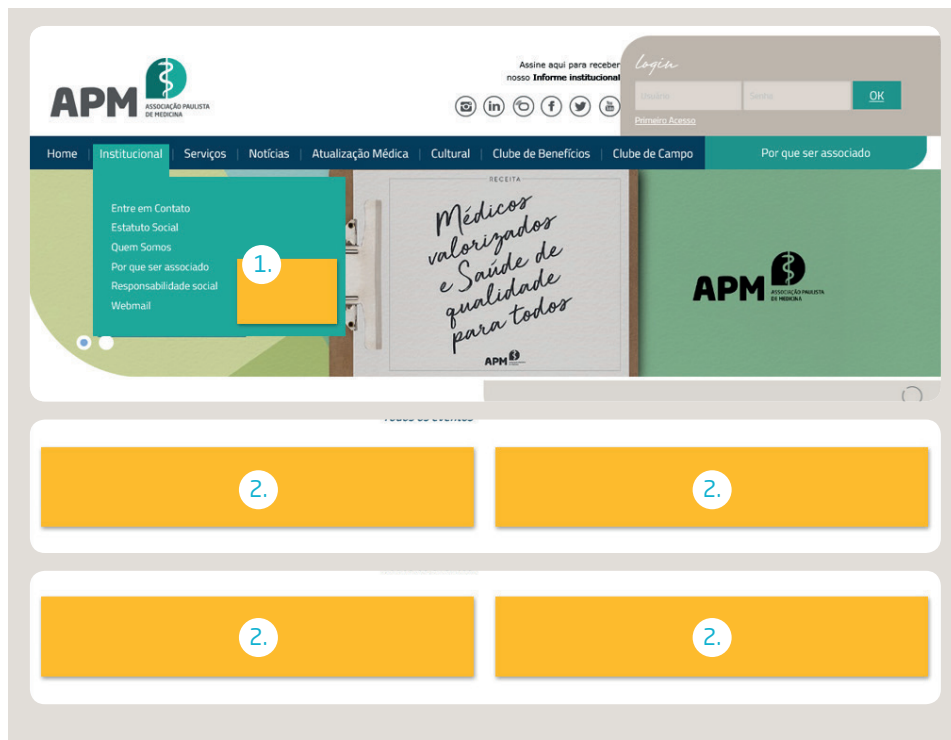 Assine aqui para receber
nosso Informe institucional
login
APM
ASSOCIAÇÃO PAULISTA
DE MEDICINA
Usuário
Senha
OK
Primeiro Acesso
Home | Institucional | Serviços | Notícias | Atualização Médica | Cultural | Clube de Benefícios | Clube de Campo
Por que ser associado
Entre em Contato
Estatuto Social
Quem Somos
Por que ser associado
Responsabilidade social
Webmail
1.
RECEITA
Médicos
valorizados
e Saúde de
qualidade
para todos
APM
APM
ASSOCIAÇÃO PAULISTA
DE MEDICINA
2.
2.
2.
2.